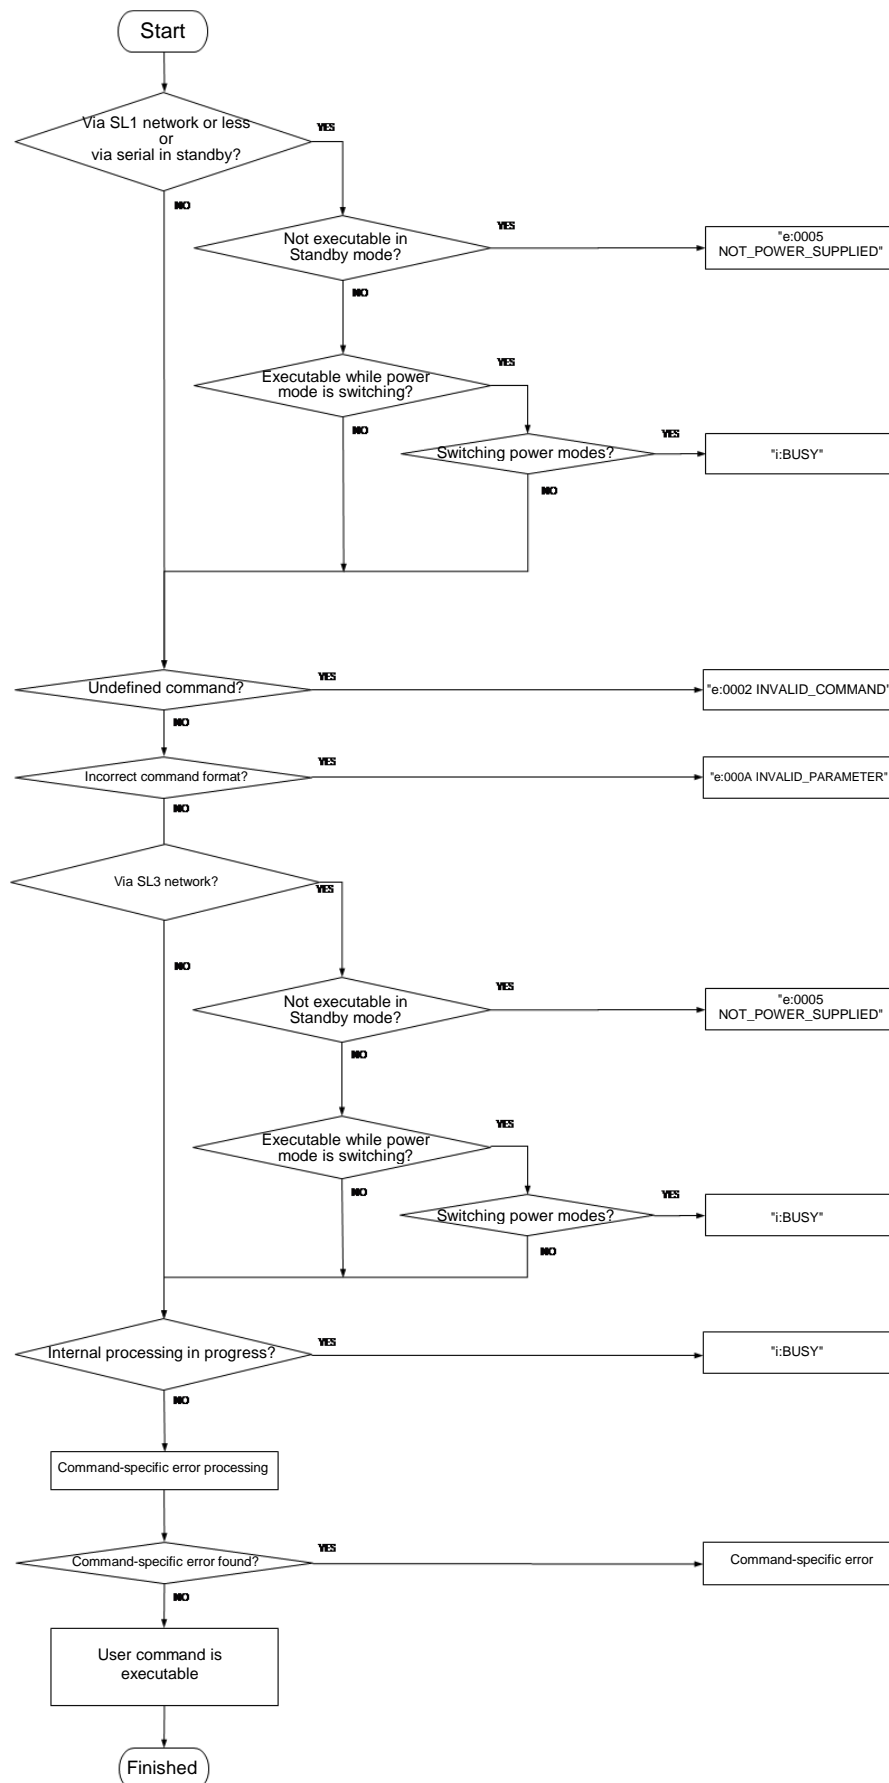 Start
Via SL1 network or less
or
via serial in standby?
YES
NO
Not executable in
Standby mode?
YES
"e:0005
NOT_POWER_SUPPLIED"
NO
Executable while power
mode is switching?
YES
NO
Switching power modes?
YES
"i:BUSY"
NO
Undefined command?
YES
"e:0002 INVALID_COMMAND"
NO
Incorrect command format?
YES
"e:000A INVALID_PARAMETER"
NO
Via SL3 network?
YES
NO
Not executable in
Standby mode?
YES
"e:0005
NOT_POWER_SUPPLIED"
NO
Executable while power
mode is switching?
YES
NO
Switching power modes?
YES
"i:BUSY"
NO
Internal processing in progress?
YES
"i:BUSY"
NO
Command-specific error processing
Command-specific error found?
YES
Command-specific error
NO
User command is
executable
Finished